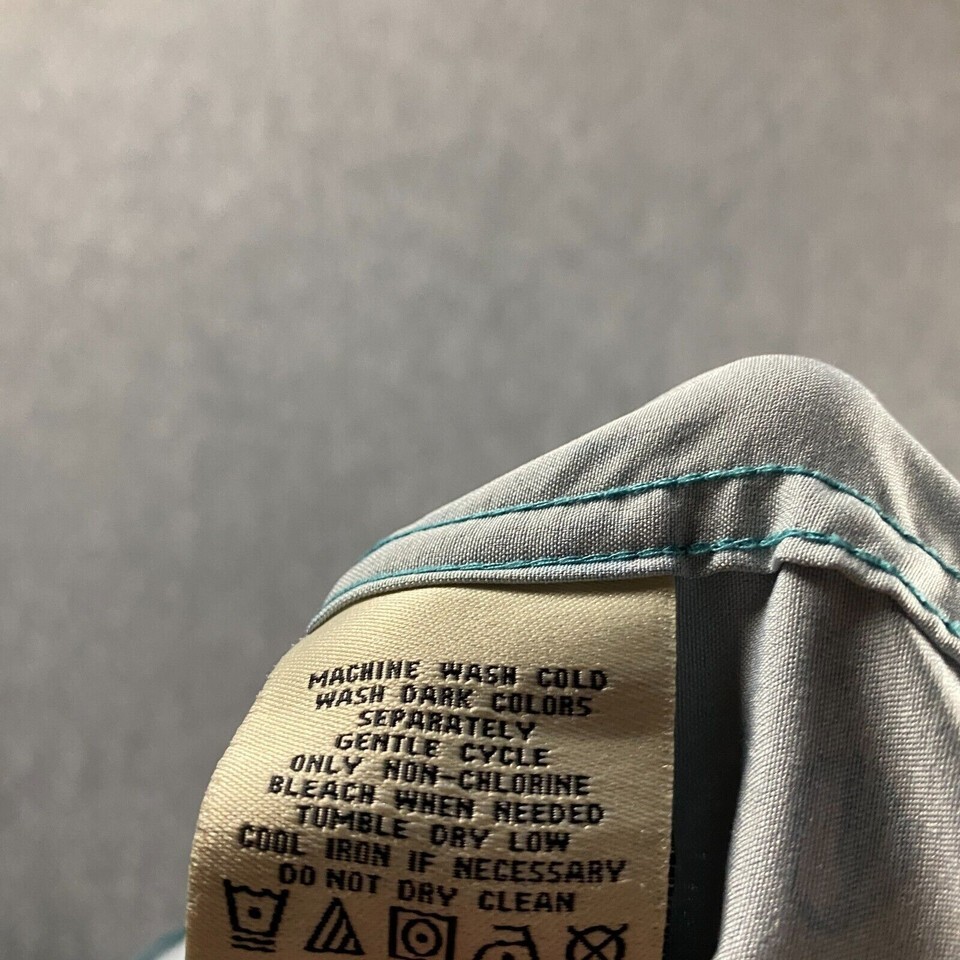 MACHINE WASH COLD
WASH DARK COLORS
SEPARATELY
GENTLE CYCLE
ONLY NON-CHLORINE
BLEACH WHEN NEEDED
TUMBLE DRY LOW
COOL IRON IF NECESSARY
DO NOT DRY CLEAN